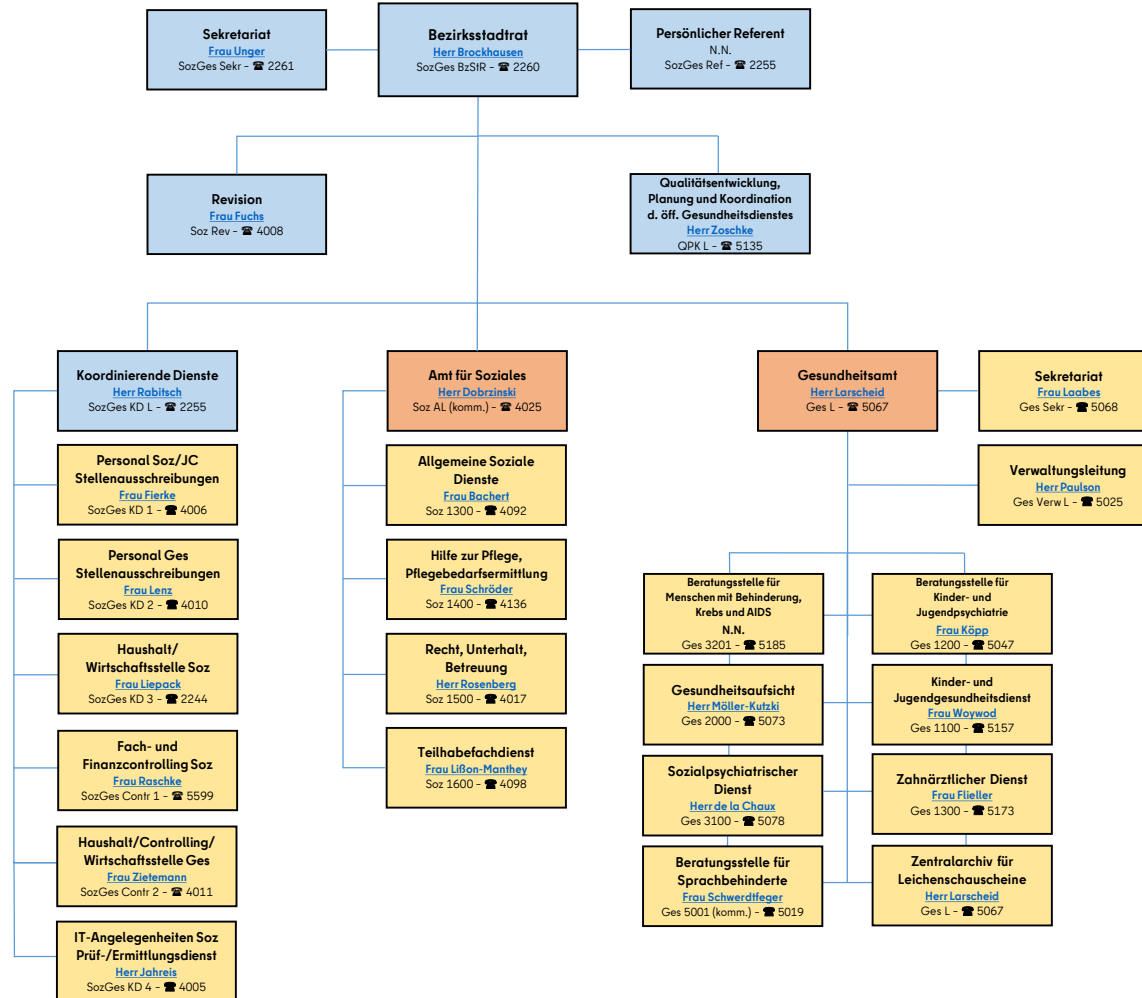 Sekretariat
Frau Unger
SozGes Sekr - ☎ 2261
Bezirksstadtrat
Herr Brockhausen
SozGes BzStR - ☎ 2260
Persönlicher Referent
N.N.
SozGes Ref - ☎ 2255
Revision
Frau Fuchs
Soz Rev - ☎ 4008
Qualitätsentwicklung,
Planung und Koordination
d. öff. Gesundheitsdienstes
Herr Zoschke
QPK L - ☎ 5135
Koordinierende Dienste
Herr Rabitsch
SozGes KD L - ☎ 2255
Personal Soz/JC
Stellenausschreibungen
Frau Fierke
SozGes KD 1 - ☎ 4006
Personal Ges
Stellenausschreibungen
Frau Lenz
SozGes KD 2 - ☎ 4010
Haushalt/
Wirtschaftsstelle Soz
Frau Liepack
SozGes KD 3 - ☎ 2244
Fach- und
Finanzcontrolling Soz
Frau Raschke
SozGes Contr 1 - ☎ 5599
Haushalt/Controlling/
Wirtschaftsstelle Ges
Frau Zietemann
SozGes Contr 2 - ☎ 4011
IT-Angelegenheiten Soz
Prüf-/Ermittlungsdienst
Herr Jahreis
SozGes KD 4 - ☎ 4005
Amt für Soziales
Herr Dobrzinski
Soz AL (komm.) - ☎ 4025
Allgemeine Soziale
Dienste
Frau Bachert
Soz 1300 - ☎ 4092
Hilfe zur Pflege,
Pflegebedarfsermittlung
Frau Schröder
Soz 1400 - ☎ 4136
Recht, Unterhalt,
Betreuung
Herr Rosenberg
Soz 1500 - ☎ 4017
Teilhabefachdienst
Frau Lißon-Manthey
Soz 1600 - ☎ 4098
Gesundheitsamt
Herr Larscheid
Ges L - ☎ 5067
Sekretariat
Frau Laabes
Ges Sekr - ☎ 5068
Verwaltungsleitung
Herr Paulson
Ges Verw L - ☎ 5025
Beratungsstelle für
Menschen mit Behinderung,
Krebs und AIDS
N.N.
Ges 3201 - ☎ 5185
Beratungsstelle für
Kinder- und
Jugendpsychiatrie
Frau Köpp
Ges 1200 - ☎ 5047
Gesundheitsaufsicht
Herr Möller-Kutzki
Ges 2000 - ☎ 5073
Kinder- und
Jugendgesundheitsdienst
Frau Woywod
Ges 1100 - ☎ 5157
Sozialpsychiatrischer
Dienst
Herr de la Chaux
Ges 3100 - ☎ 5078
Zahnärztlicher Dienst
Frau Flieller
Ges 1300 - ☎ 5173
Beratungsstelle für
Sprachbehinderte
Frau Schwerdtfeger
Ges 5001 (komm.) - ☎ 5019
Zentralarchiv für
Leichenschauscheine
Herr Larscheid
Ges L - ☎ 5067